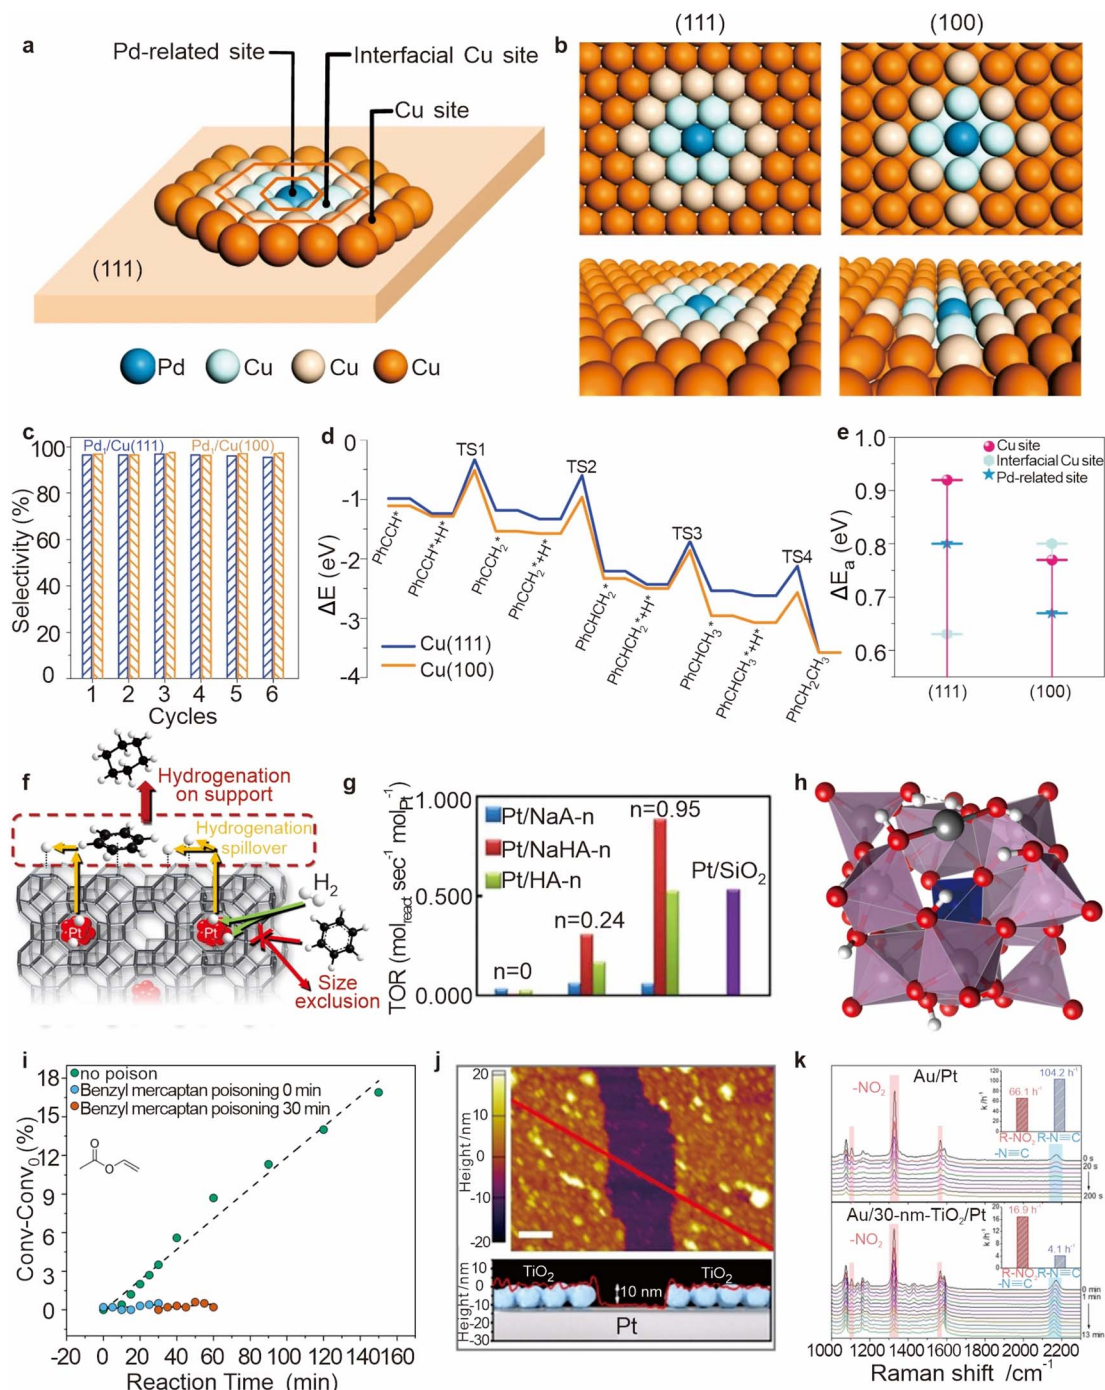 a
Pd-related site
Interfacial Cu site
Cu site
(111)
Pd
Cu
Cu
Cu
b
(111)
(100)
c
Pd1/Cu(111)
Pd1/Cu(100)
100
80
60
40
20
0
Selectivity (%)
1 2 3 4 5 6
Cycles
d
0
-1
-2
-3
-4
ΔE (eV)
TS1
TS2
TS3
TS4
PhCCH*
PhCCH*+H*
PhCCH2*
PhCCH2*+H*
PhCHCH2*
PhCHCH2*+H*
PhCHCH3*
PhCHCH3*+H*
PhCH2CH3
Cu(111)
Cu(100)
e
1.0
0.9
0.8
0.7
0.6
ΔEa (eV)
Cu site
Interfacial Cu site
Pd-related site
(111)
(100)
f
Hydrogenation
on support
Hydrogenation
spillover
H2
Pt
Pt
Size
exclusion
g
1.000
0.500
0.000
TOR (molreact sec-1 molPt-1)
Pt/NaA-n
Pt/NaHA-n
Pt/HA-n
n=0
n=0.24
n=0.95
Pt/SiO2
h
i
no poison
Benzyl mercaptan poisoning 0 min
Benzyl mercaptan poisoning 30 min
O
O
18
15
12
9
6
3
0
Conv-Conv0 (%)
-20 0 20 40 60 80 100 120 140 160
Reaction Time (min)
j
20
10
0
-10
-20
Height /nm
TiO2
TiO2
10 nm
Pt
10
0
-10
-20
-30
Height/nm
k
Au/Pt
-NO2
66.1 h-1
104.2 h-1
k /h-1
R-NO2
R-N≡C
-N≡C
0 s
20 s
200 s
Au/30-nm-TiO2/Pt
-NO2
16.9 h-1
4.1 h-1
20
15
10
5
0
k/h-1
R-NO2
R-N≡C
-N≡C
0 min
1 min
13 min
1000 1200 1400 1600 1800 2000 2200
Raman shift /cm-1